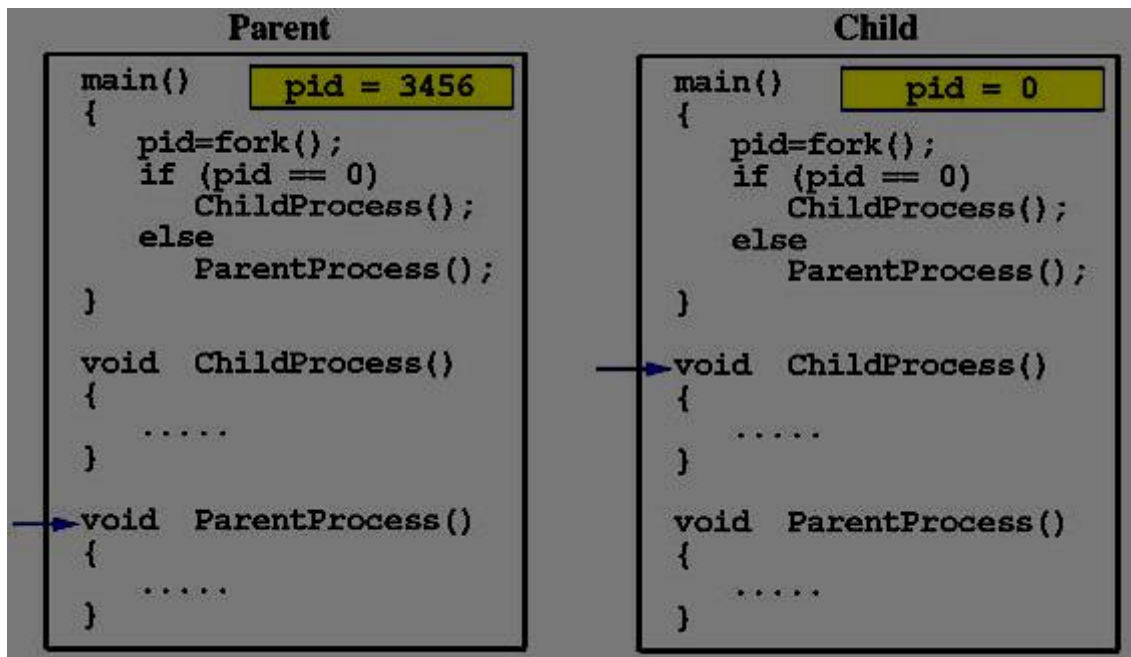 Parent
main()
pid = 3456
{
pid=fork();
if (pid == 0)
ChildProcess();
else
ParentProcess();
}
void ChildProcess()
{
.....
}
void ParentProcess()
{
.....
}
Child
main()
pid = 0
{
pid=fork();
if (pid == 0)
ChildProcess();
else
ParentProcess();
}
void ChildProcess()
{
.....
}
void ParentProcess()
{
.....
}